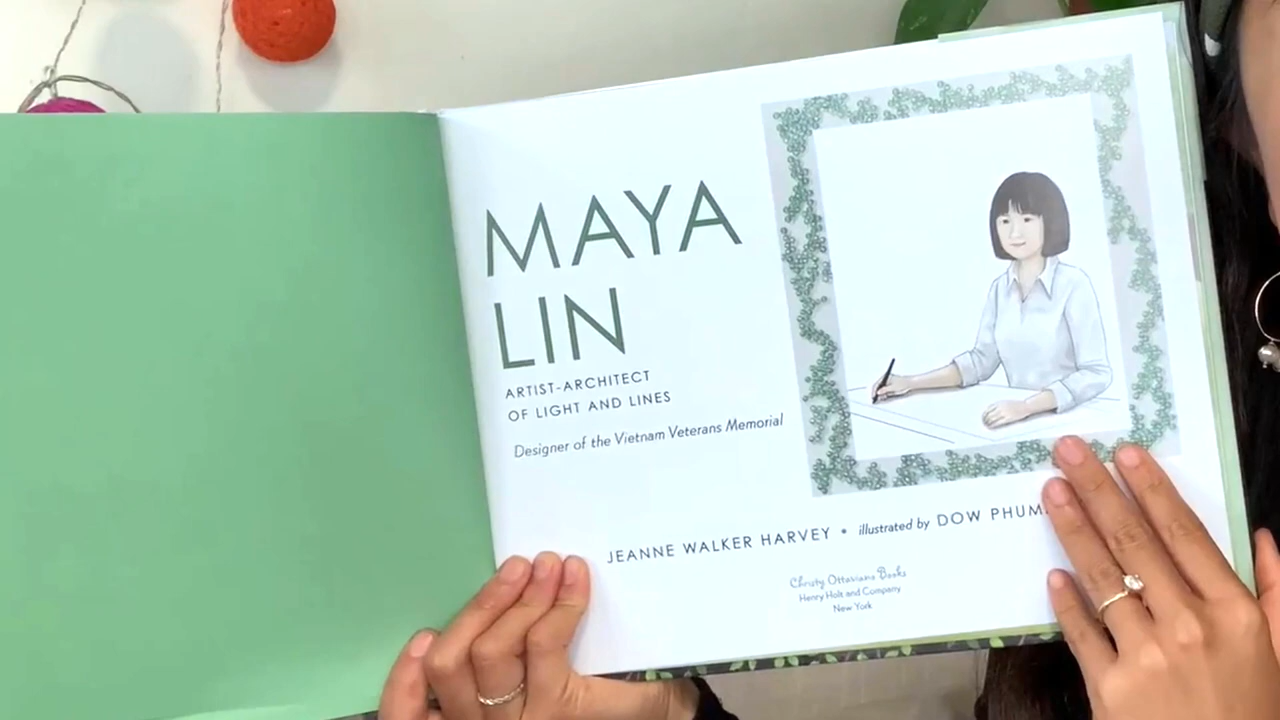 MAYA
LIN
ARTIST-ARCHITECT
OF LIGHT AND LINES
Designer of the Vietnam Veterans Memorial
JEANNE WALKER HARVEY • illustrated by DOW
Christy Ottaviano Books
Henry Holt and Company
New York